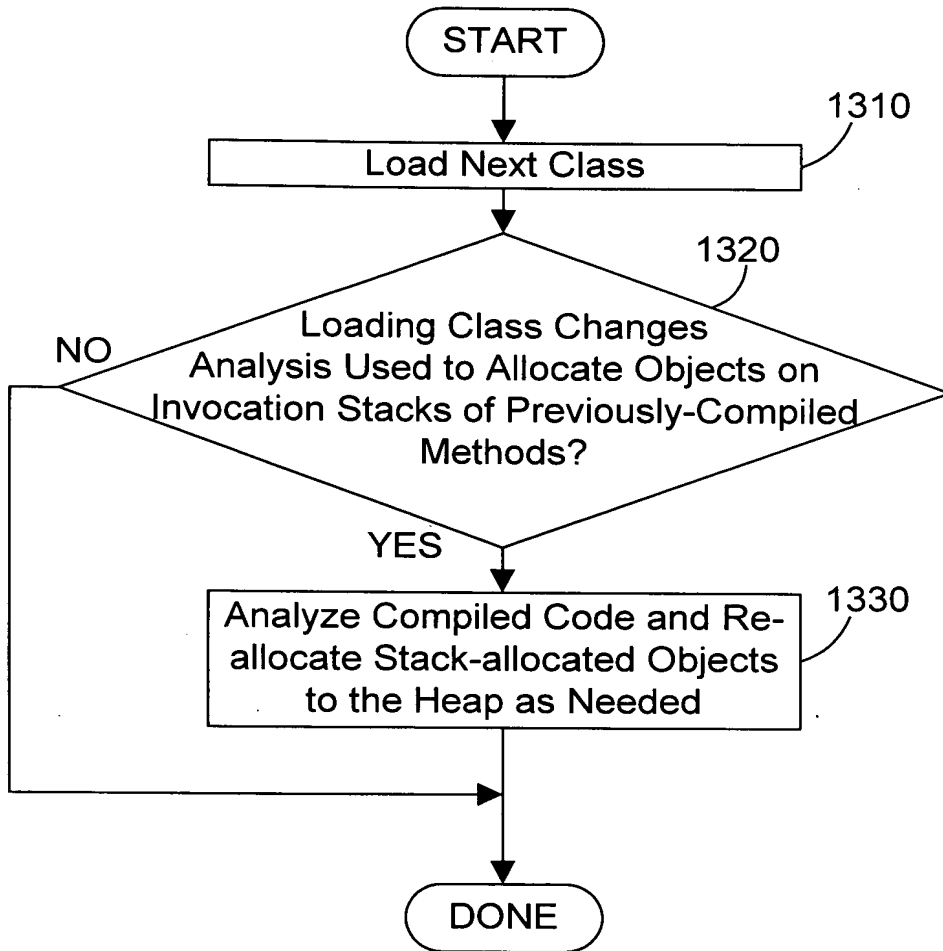 START
1310
Load Next Class
1320
NO
Loading Class Changes
Analysis Used to Allocate Objects on
Invocation Stacks of Previously-Compiled
Methods?
YES
1330
Analyze Compiled Code and Re-
allocate Stack-allocated Objects
to the Heap as Needed
DONE